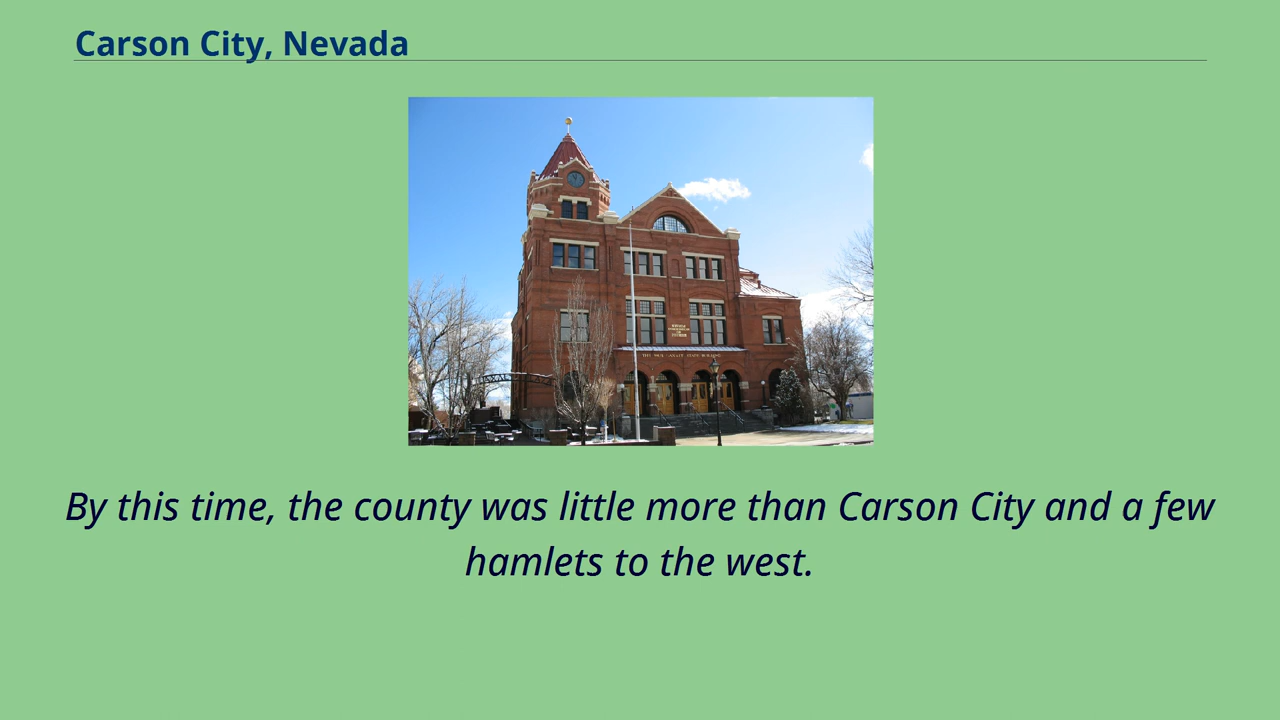 Carson City, Nevada
By this time, the county was little more than Carson City and a few
hamlets to the west.